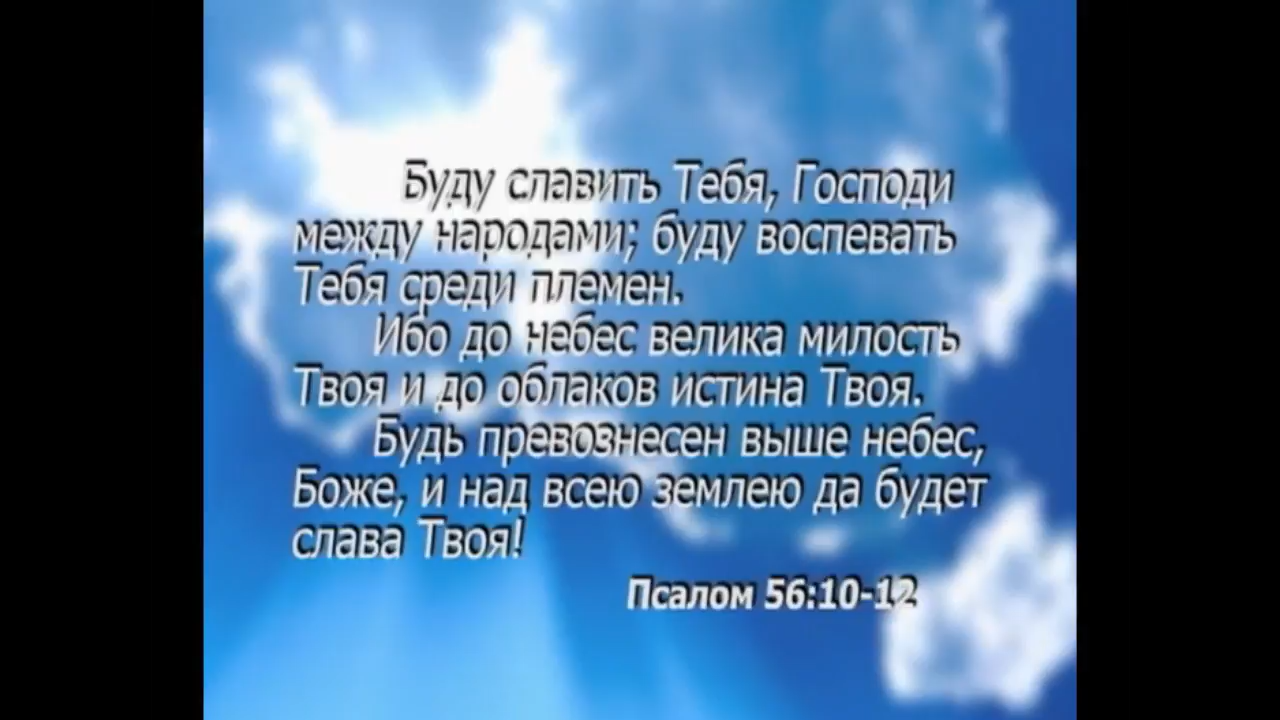 Буду славить Тебя, Господи
между народами; буду воспевать
Тебя среди племен.
Ибо до небес велика милость
Твоя и до облаков истина Твоя.
Будь превознесен выше небес,
Боже, и над всею землею да будет
слава Твоя!
Псалом 56:10-12